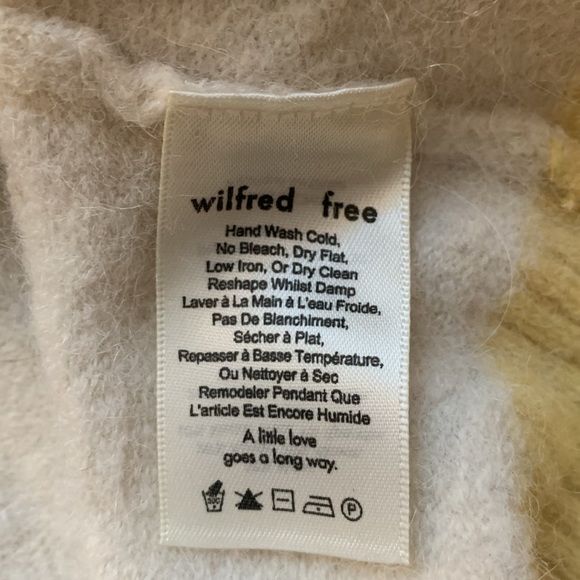 wilfred free
Hand Wash Cold,
No Bleach, Dry Flat,
Low Iron, Or Dry Clean
Reshape Whilst Damp
Laver à La Main à L'eau Froide,
Pas De Blanchiment,
Sécher à Plat,
Repasser à Basse Température,
Ou Nettoyer à Sec
Remodeler Pendant Que
L'article Est Encore Humide
A little love
goes a long way.
P